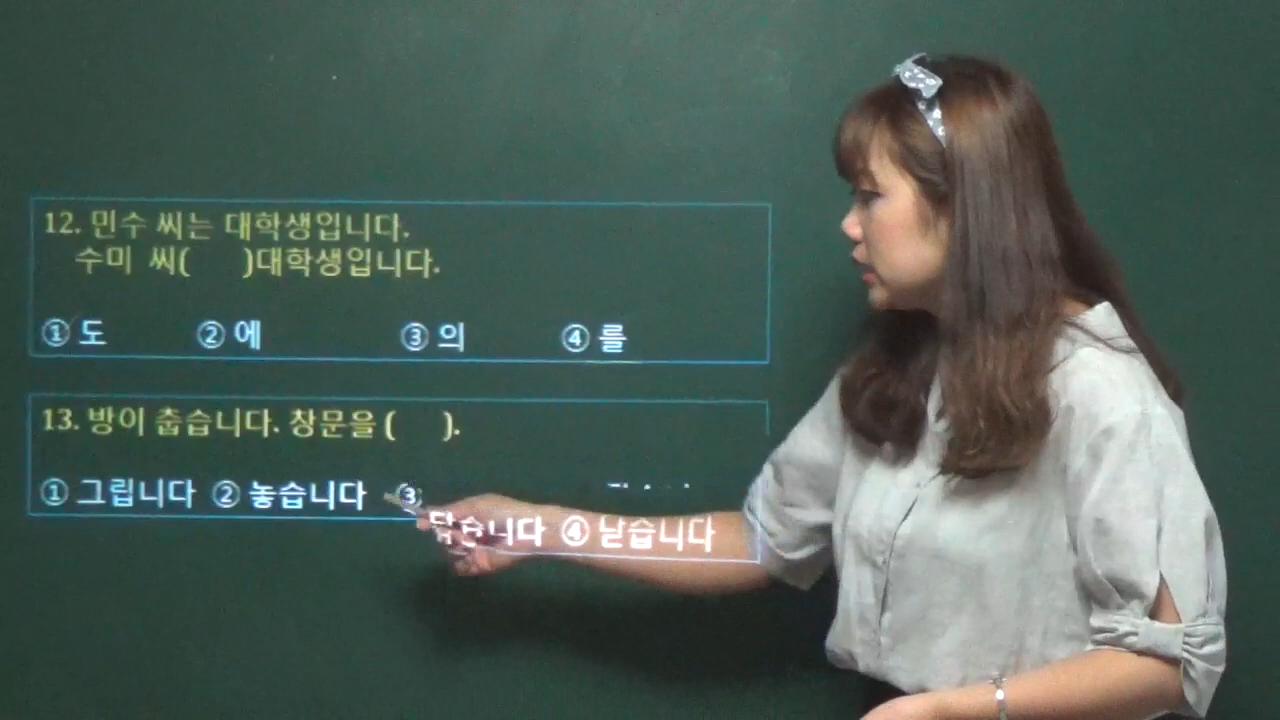 12. 민수 씨는 대학생입니다.
수미 씨( )대학생입니다.
① 도 ② 에 ③ 의 ④ 를
13. 방이 춥습니다. 창문을 ( ).
① 그립니다 ② 놓습니다 ③ ④